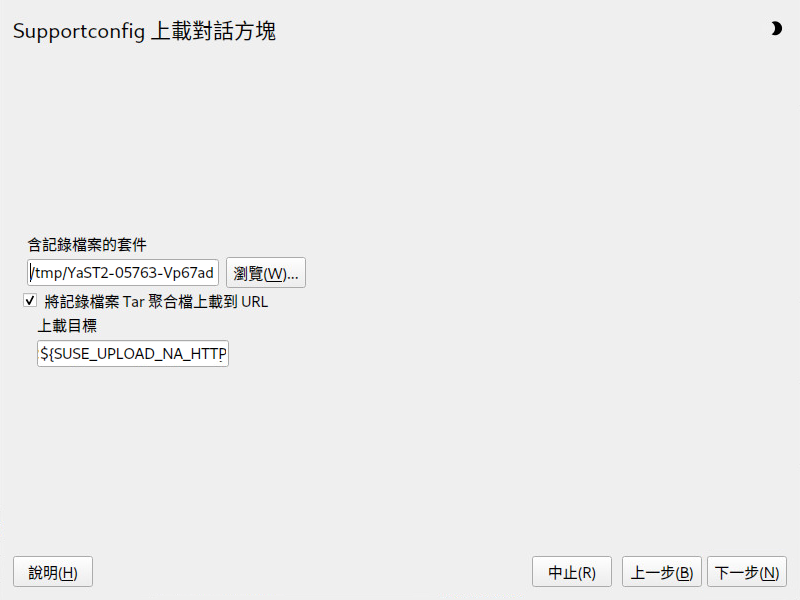 Supportconfig 上載對話方塊
含記錄檔案的套件
/tmp/YaST2-05763-Vp67ad
瀏覽(W)...
將記錄檔案 Tar 聚合檔上載到 URL
上載目標
${SUSE_UPLOAD_NA_HTTP
說明(H)
中止(R)
上一步(B)
下一步(N)